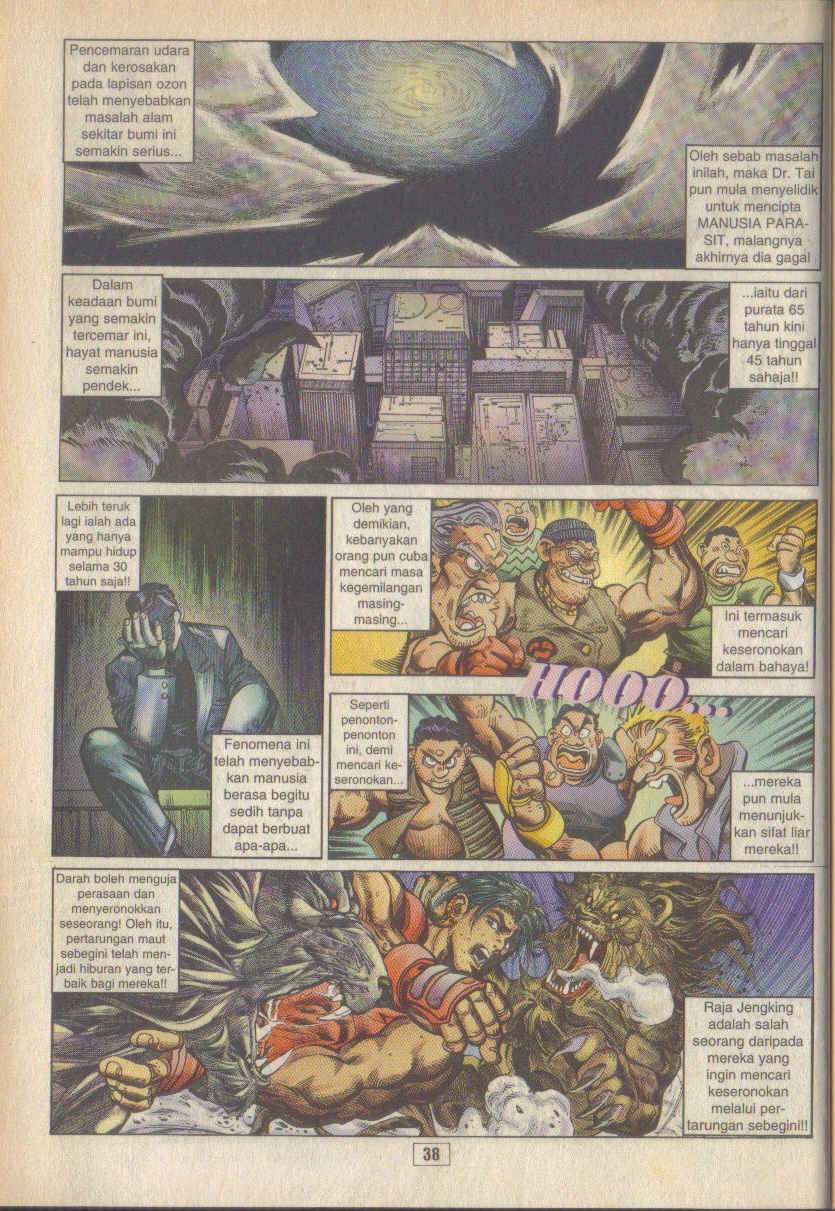 Pencemaran udara
dan kerosakan
pada lapisan ozon
telah menyebabkan
masalah alam
sekitar bumi ini
semakin serius...
Oleh sebab masalah
inilah, maka Dr. Tai
pun mula menyelidik
untuk mencipta
MANUSIA PARA-
SIT, malangnya
akhirnya dia gagal
Dalam
keadaan bumi
yang semakin
tercemar ini,
hayat manusia
semakin
pendek...
...iaitu dari
purata 65
tahun kini
hanya tinggal
45 tahun
sahaja!!
Lebih teruk
lagi ialah ada
yang hanya
mampu hidup
selama 30
tahun saja!!
Fenomena ini
telah menyebab-
kan manusia
berasa begitu
sedih tanpa
dapat berbuat
apa-apa...
Oleh yang
demikian,
kebanyakan
orang pun cuba
mencari masa
kegemilangan
masing-
masing...
Ini termasuk
mencari
keseronokan
dalam bahaya!
HOOO...
Seperti
penonton-
penonton
ini, demi
mencari ke-
seronokan...
...mereka
pun mula
menunjuk-
kan sifat liar
mereka!!
Darah boleh menguja
perasaan dan
menyeronokkan
seseorang! Oleh itu,
pertarungan maut
sebegini telah men-
jadi hiburan yang ter-
baik bagi mereka!!
Raja Jengking
adalah salah
seorang daripada
mereka yang
ingin mencari
keseronokan
melalui per-
tarungan sebegini!!
38